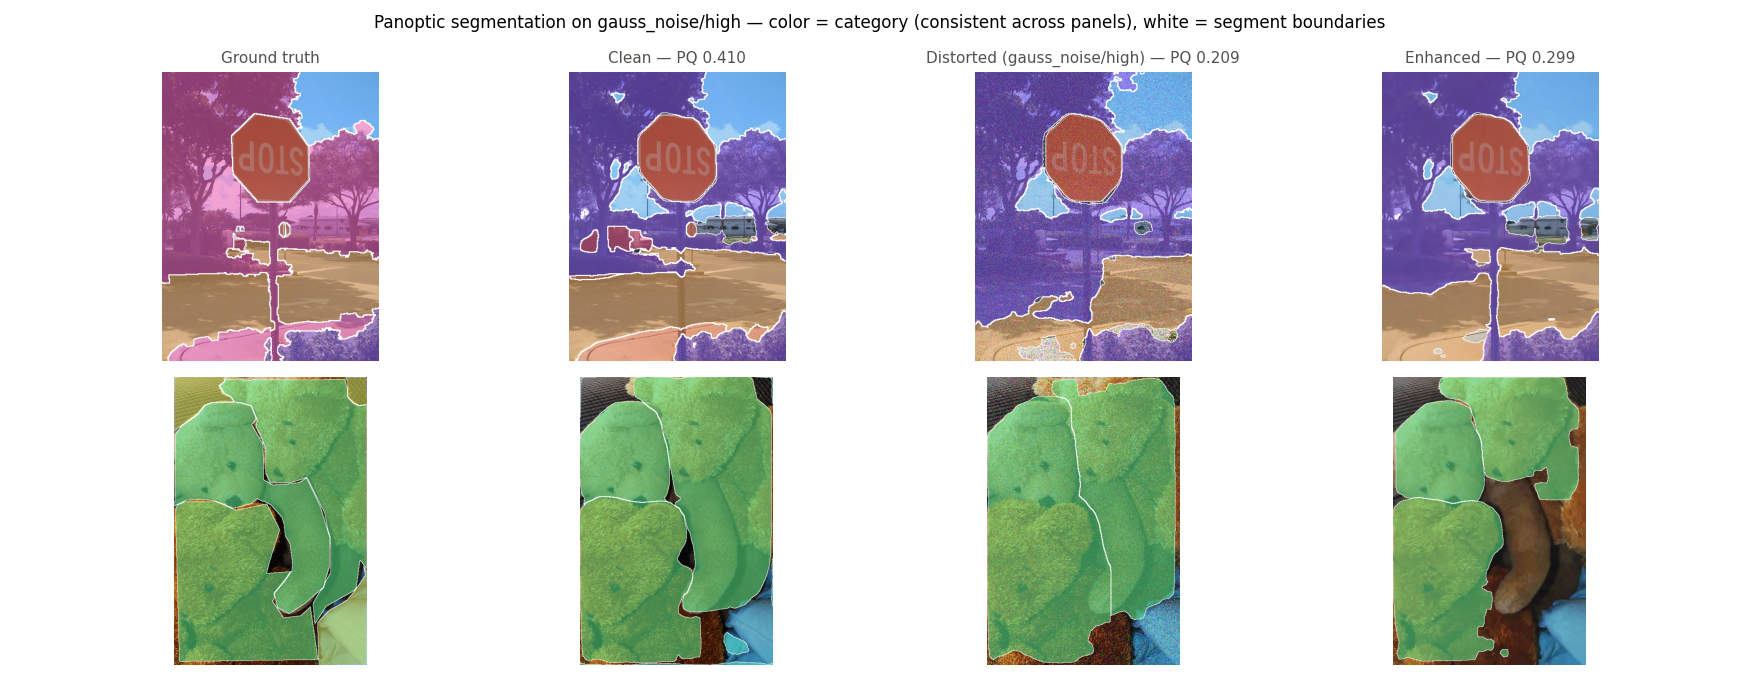 Panoptic segmentation on gauss_noise/high — color = category (consistent across panels), white = segment boundaries
Ground truth
Clean — PQ 0.410
Distorted (gauss_noise/high) — PQ 0.209
Enhanced — PQ 0.299
STOP
STOP
STOP
STOP